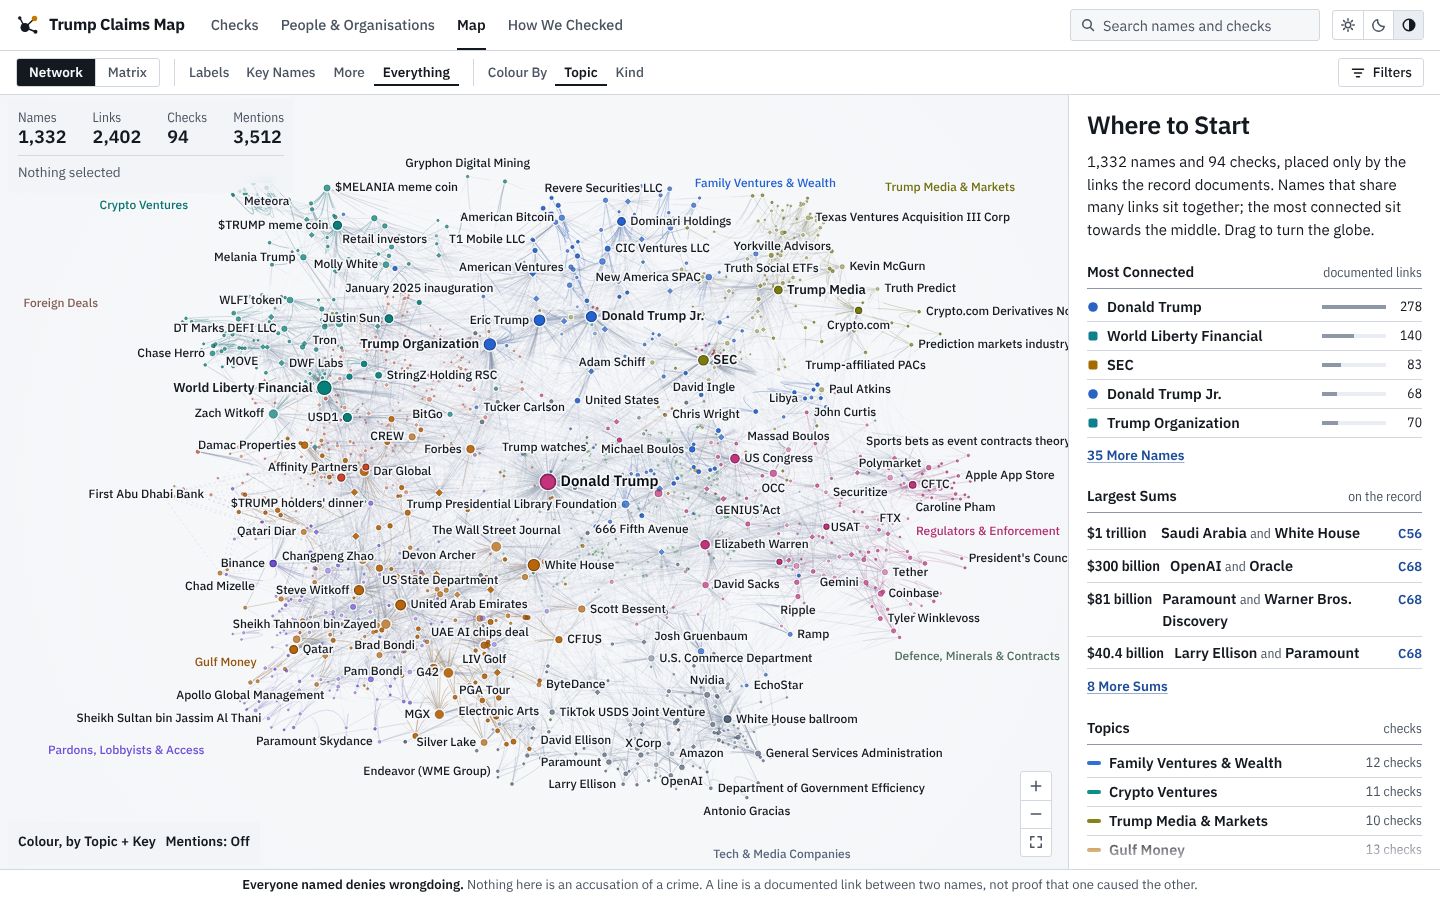 Trump Claims Map
Checks
People & Organisations
Map
How We Checked
Search names and checks
Network
Matrix
Labels
Key Names
More
Everything
Colour By
Topic
Kind
Filters
Names
Links
Checks
Mentions
1,332
2,402
94
3,512
Nothing selected
Gryphon Digital Mining
$MELANIA meme coin
Revere Securities LLC
Family Ventures & Wealth
Trump Media & Markets
Meteora
Crypto Ventures
$TRUMP meme coin
American Bitcoin
Dominari Holdings
Texas Ventures Acquisition III Corp
Retail investors
T1 Mobile LLC
CIC Ventures LLC
Yorkville Advisors
Melania Trump
Molly White
American Ventures
New America SPAC
Truth Social ETFs
Kevin McGurn
January 2025 inauguration
Trump Media
Truth Predict
Foreign Deals
WLFI token
Justin Sun
Eric Trump
Donald Trump Jr.
Crypto.com
Crypto.com Derivatives No
DT Marks DEFI LLC
Tron
Trump Organization
Prediction markets industry
Chase Herro
MOVE
DWF Labs
Adam Schiff
SEC
Trump-affiliated PACs
StringZ Holding RSC
World Liberty Financial
David Ingle
Paul Atkins
Zach Witkoff
USD1
BitGo
Tucker Carlson
United States
Chris Wright
Libya
John Curtis
CREW
Massad Boulos
Damac Properties
Forbes
Trump watches
Michael Boulos
US Congress
Sports bets as event contracts theory
Affinity Partners
Dar Global
Polymarket
Apple App Store
First Abu Dhabi Bank
Donald Trump
OCC
Securitize
CFTC
$TRUMP holders' dinner
Trump Presidential Library Foundation
GENIUS Act
Caroline Pham
Qatari Diar
The Wall Street Journal
666 Fifth Avenue
USAT
FTX
Regulators & Enforcement
Changpeng Zhao
Devon Archer
Elizabeth Warren
President's Counc
Binance
White House
Chad Mizelle
Steve Witkoff
US State Department
David Sacks
Gemini
Tether
Coinbase
United Arab Emirates
Scott Bessent
Ripple
Tyler Winklevoss
Sheikh Tahnoon bin Zayed
UAE AI chips deal
CFIUS
Josh Gruenbaum
Ramp
Qatar
Brad Bondi
Gulf Money
LIV Golf
U.S. Commerce Department
Defence, Minerals & Contracts
Pam Bondi
G42
Nvidia
EchoStar
Apollo Global Management
PGA Tour
ByteDance
Sheikh Sultan bin Jassim Al Thani
MGX
Electronic Arts
TikTok USDS Joint Venture
White House ballroom
Pardons, Lobbyists & Access
Paramount Skydance
Silver Lake
David Ellison
X Corp
Amazon
General Services Administration
Endeavor (WME Group)
Paramount
Larry Ellison
OpenAI
Department of Government Efficiency
Antonio Gracias
Tech & Media Companies
Colour, by Topic + Key
Mentions: Off
Where to Start
1,332 names and 94 checks, placed only by the
links the record documents. Names that share
many links sit together; the most connected sit
towards the middle. Drag to turn the globe.
Most Connected
documented links
Donald Trump
278
World Liberty Financial
140
SEC
83
Donald Trump Jr.
68
Trump Organization
70
35 More Names
Largest Sums
on the record
$1 trillion Saudi Arabia and White House C56
$300 billion OpenAI and Oracle C68
$81 billion Paramount and Warner Bros. C68
Discovery
$40.4 billion Larry Ellison and Paramount C68
8 More Sums
Topics
checks
Family Ventures & Wealth
12 checks
Crypto Ventures
11 checks
Trump Media & Markets
10 checks
Gulf Money
13 checks
Everyone named denies wrongdoing. Nothing here is an accusation of a crime. A line is a documented link between two names, not proof that one caused the other.